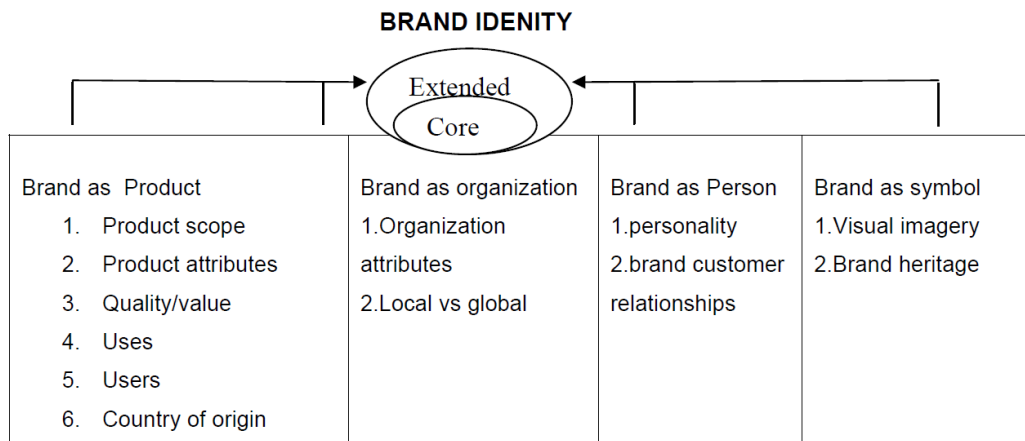 BRAND IDENITY
Extended
Core
Brand as Product
1. Product scope
2. Product attributes
3. Quality/value
4. Uses
5. Users
6. Country of origin
Brand as organization
1.Organization
attributes
2.Local vs global
Brand as Person
1.personality
2.brand customer
relationships
Brand as symbol
1.Visual imagery
2.Brand heritage